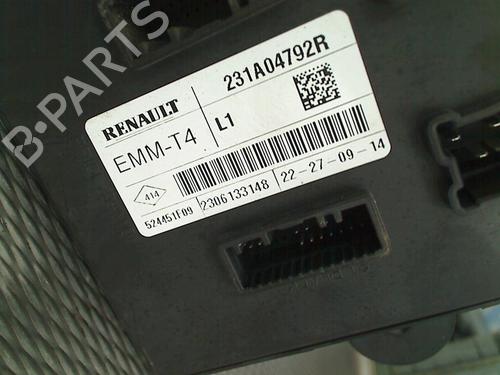 231A04792R
RENAULT
EMM-T4
L1
414
524451F09
2306133148
22-27-09-14
B-PARTS